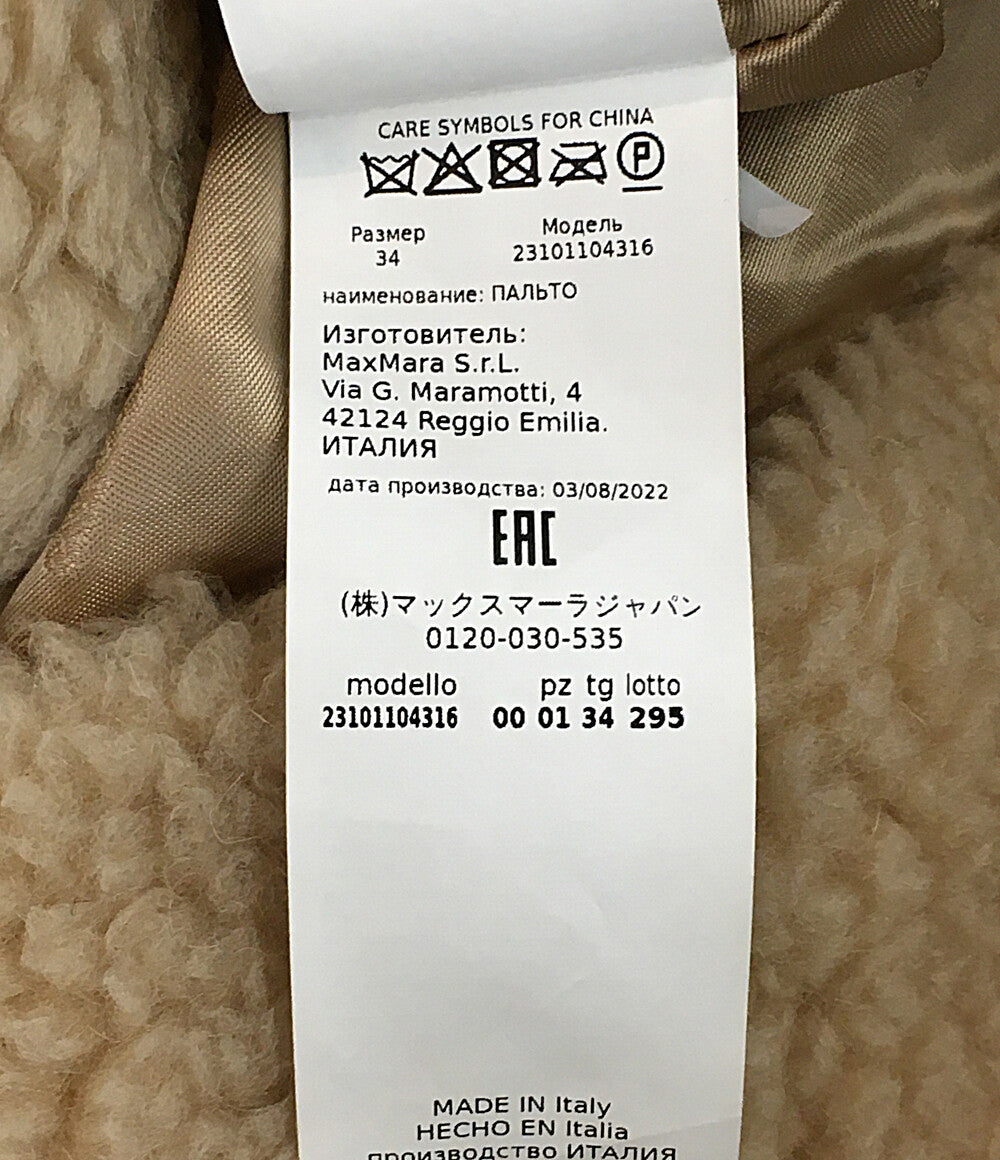 CARE SYMBOLS FOR CHINA
P
Размер Модель
34 23101104316
наименование: ПАЛЬТО
Изготовитель:
MaxMara S.r.L.
Via G. Maramotti, 4
42124 Reggio Emilia.
ИТАЛИЯ
дата производства: 03/08/2022
EAC
(株)マックスマーラジャパン
0120-030-535
modello pz tg lotto
23101104316 00 01 34 295
MADE IN Italy
HECHO EN Italia
производство ИТАЛИЯ